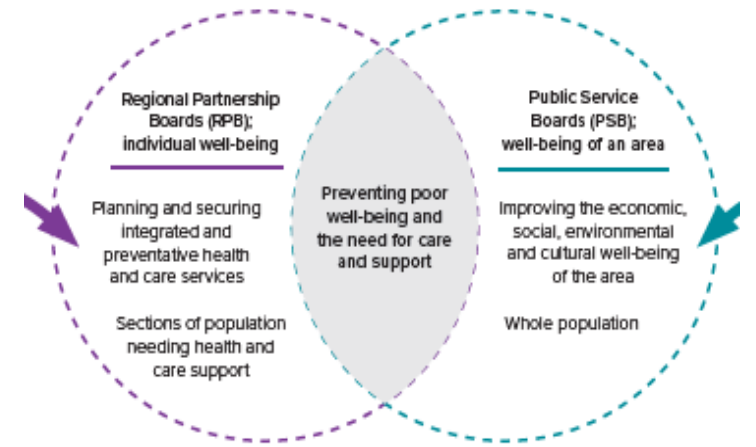 Regional Partnership
Boards (RPB);
individual well-being
Planning and securing
integrated and
preventative health
and care services
Sections of population
needing health and
care support
Preventing poor
well-being and
the need for care
and support
Public Service
Boards (PSB);
well-being of an area
Improving the economic,
social, environmental
and cultural well-being
of the area
Whole population